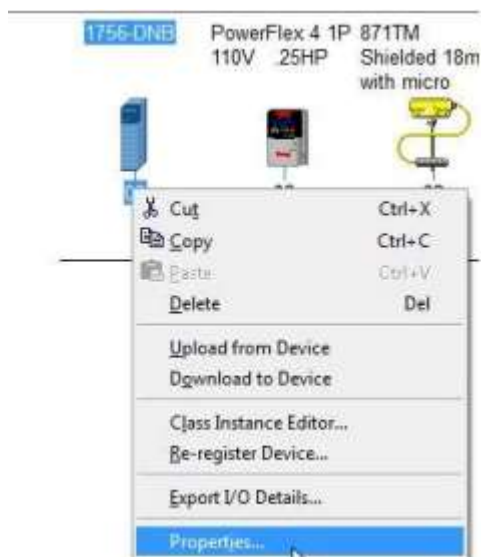 1756-DNB
PowerFlex 4 1P
110V .25HP
871TM
Shielded 18m
with micro
Cut Ctrl+X
Copy Ctrl+C
Paste Ctrl+V
Delete Del
Upload from Device
Download to Device
Class Instance Editor...
Re-register Device...
Export I/O Details...
Properties...